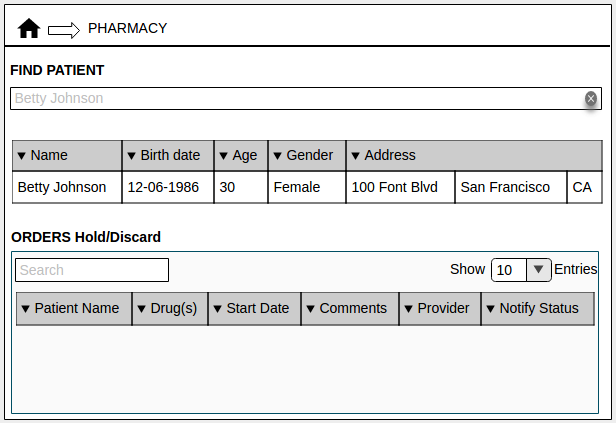 PHARMACY
FIND PATIENT
Betty Johnson
Name Birth date Age Gender Address
Betty Johnson 12-06-1986 30 Female 100 Font Blvd San Francisco CA
ORDERS Hold/Discard
Search Show 10 Entries
Patient Name Drug(s) Start Date Comments Provider Notify Status